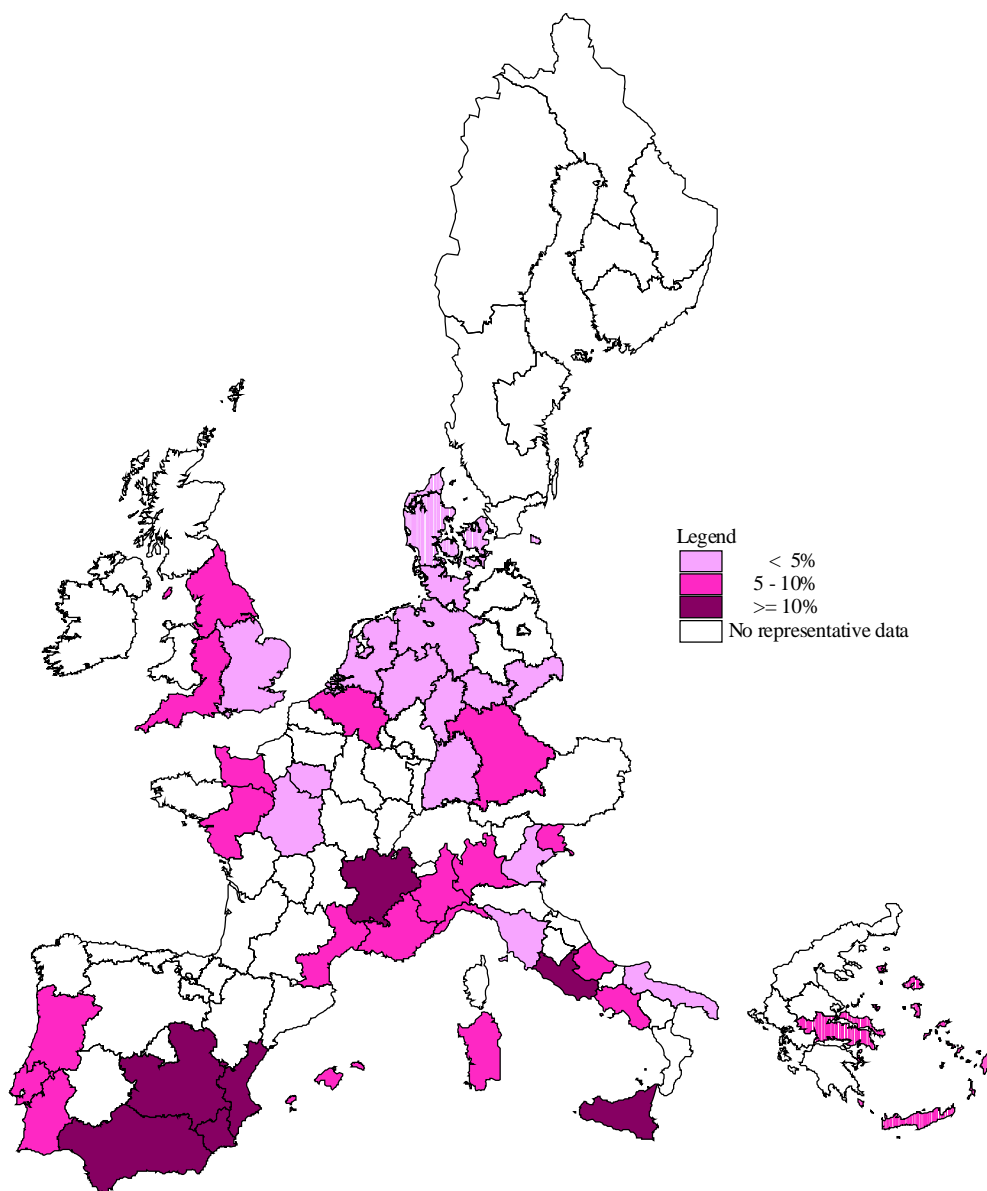 Legend
< 5%
5 - 10%
>= 10%
No representative data